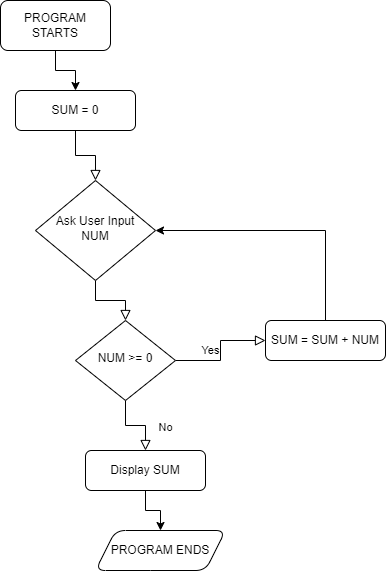 PROGRAM
STARTS
SUM = 0
Ask User Input
NUM
NUM >= 0
Yes
SUM = SUM + NUM
No
Display SUM
PROGRAM ENDS